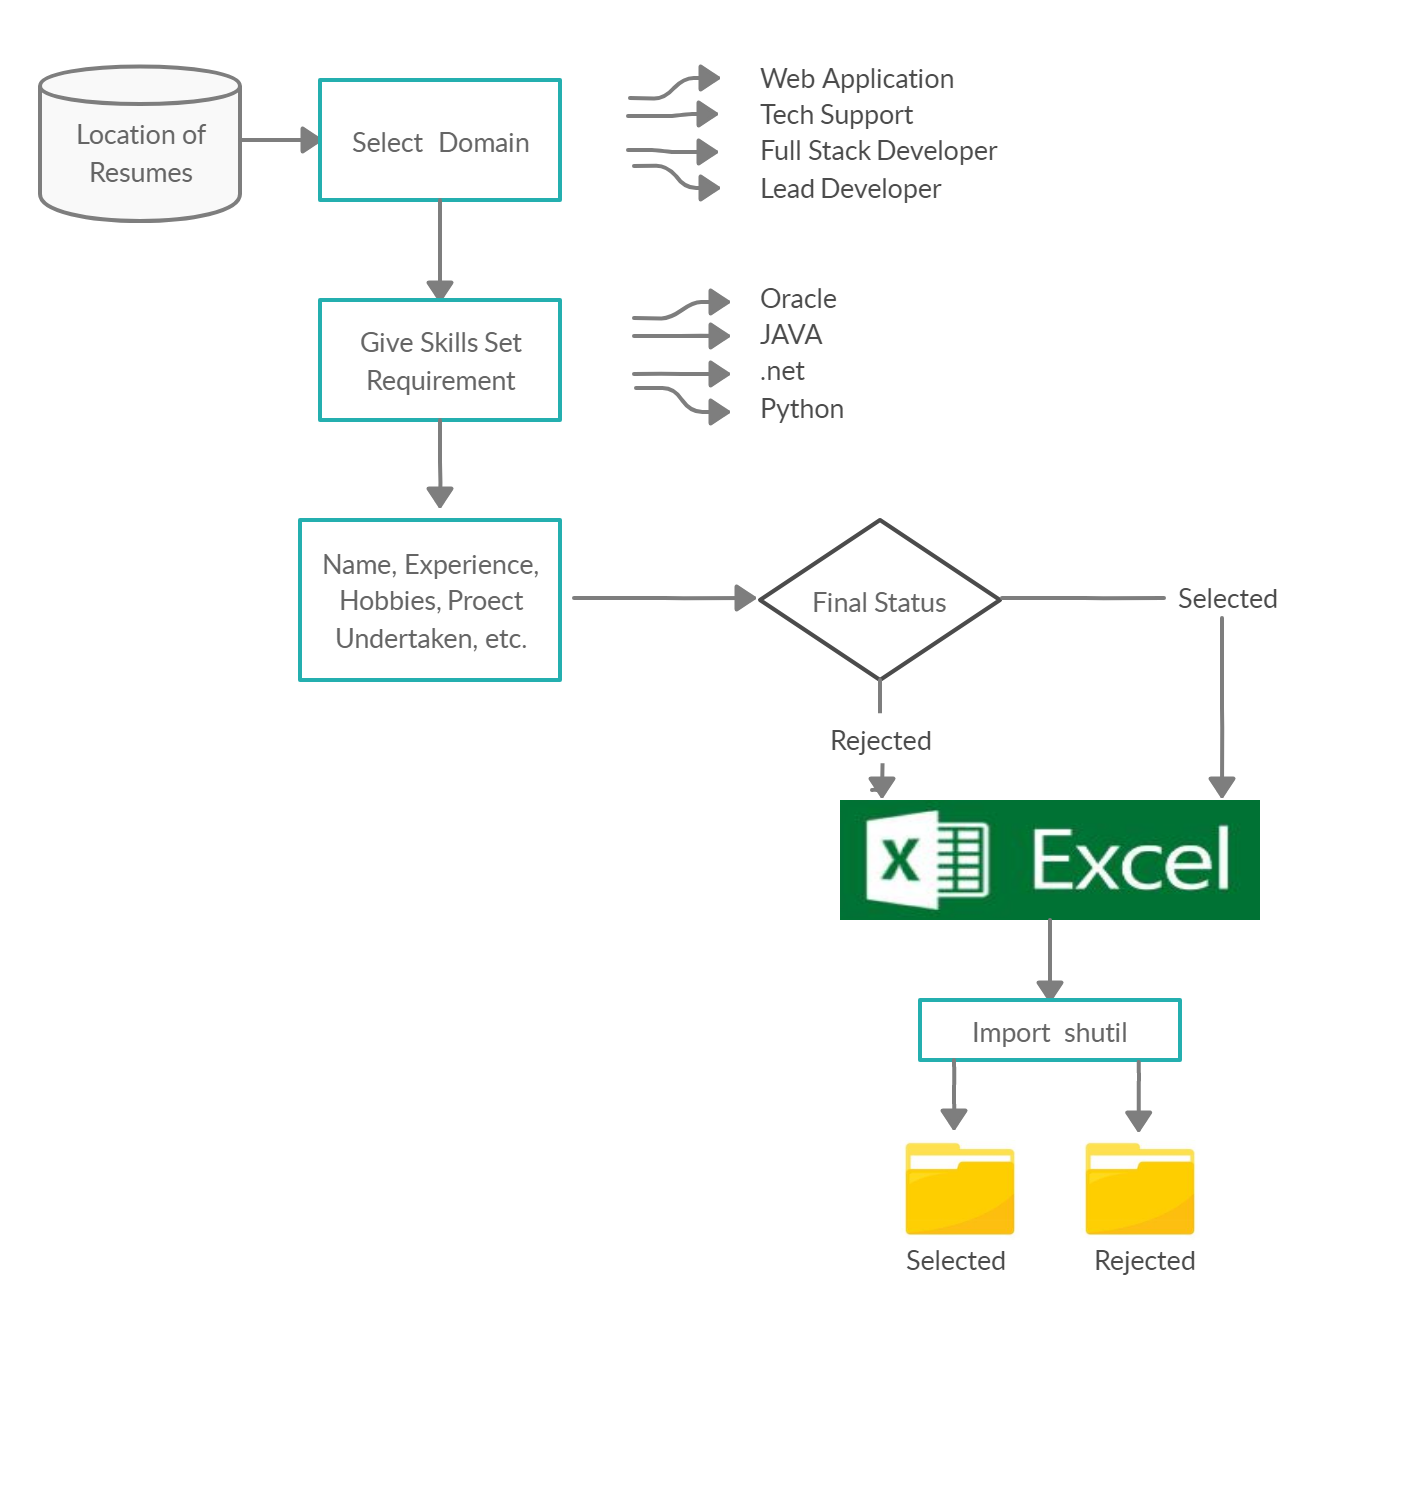 Location of
Resumes
Select Domain
Web Application
Tech Support
Full Stack Developer
Lead Developer
Give Skills Set
Requirement
Oracle
JAVA
.net
Python
Name, Experience,
Hobbies, Proect
Undertaken, etc.
Final Status
Selected
Rejected
X Excel
Import shutil
Selected
Rejected